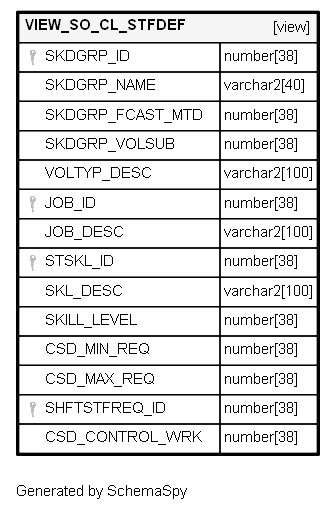 VIEW_SO_CL_STFDEF [view]
SKDGRP_ID number[38]
SKDGRP_NAME varchar2[40]
SKDGRP_FCAST_MTD number[38]
SKDGRP_VOLSUB number[38]
VOLTYP_DESC varchar2[100]
JOB_ID number[38]
JOB_DESC varchar2[100]
STSKL_ID number[38]
SKL_DESC varchar2[100]
SKILL_LEVEL number[38]
CSD_MIN_REQ number[38]
CSD_MAX_REQ number[38]
SHFTSTFREQ_ID number[38]
CSD_CONTROL_WRK number[38]
Generated by SchemaSpy